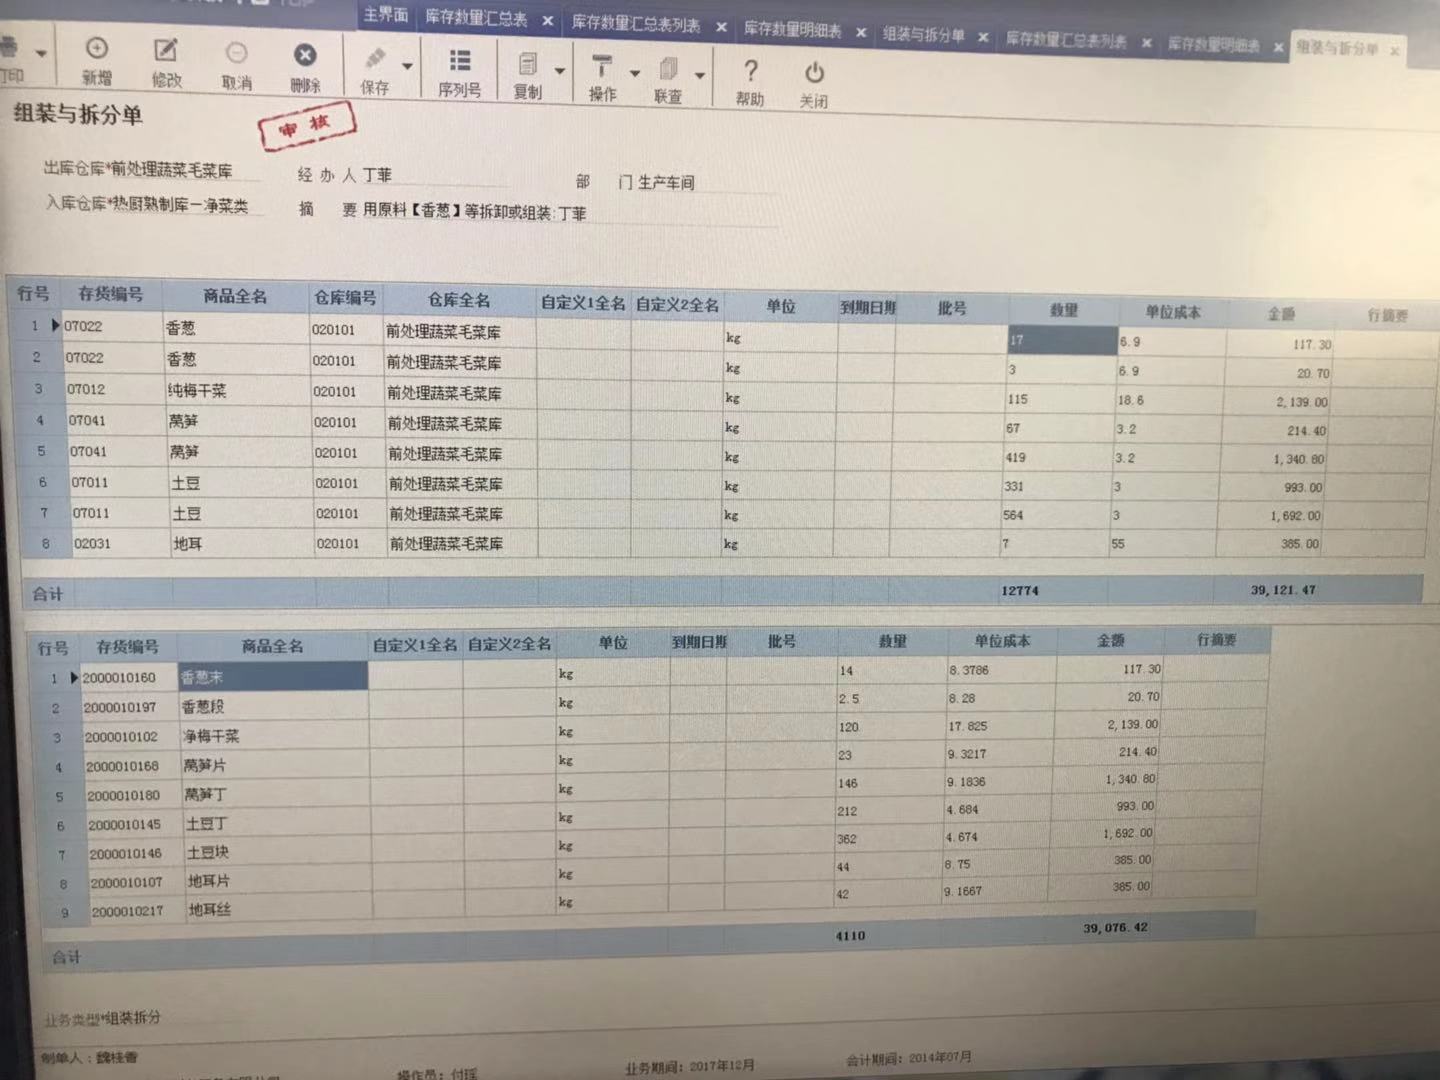 主界面 库存数量汇总表 × 库存数量汇总表列表 × 库存数量明细表 × 组装与拆分单 × 库存数量汇总表列表 × 库存数量明细表 × 组装与拆分单 ×
打印 新增 修改 取消 删除 保存 序列号 复制 操作 联查 帮助 关闭
组装与拆分单
审核
出库仓库*前处理蔬菜毛菜库 经办人 丁菲 部 门 生产车间
入库仓库*热厨熟制库—净菜类 摘 要 用原料【香葱】等拆卸或组装:丁菲
行号 存货编号 商品全名 仓库编号 仓库全名 自定义1全名 自定义2全名 单位 到期日期 批号 数量 单位成本 金额 行摘要
1 07022 香葱 020101 前处理蔬菜毛菜库 kg 17 6.9 117.30
2 07022 香葱 020101 前处理蔬菜毛菜库 kg 3 6.9 20.70
3 07012 纯梅干菜 020101 前处理蔬菜毛菜库 kg 115 18.6 2,139.00
4 07041 莴笋 020101 前处理蔬菜毛菜库 kg 67 3.2 214.40
5 07041 莴笋 020101 前处理蔬菜毛菜库 kg 419 3.2 1,340.80
6 07011 土豆 020101 前处理蔬菜毛菜库 kg 331 3 993.00
7 07011 土豆 020101 前处理蔬菜毛菜库 kg 564 3 1,692.00
8 02031 地耳 020101 前处理蔬菜毛菜库 kg 7 55 385.00
合计 12774 39,121.47
行号 存货编号 商品全名 自定义1全名 自定义2全名 单位 到期日期 批号 数量 单位成本 金额 行摘要
1 2000010160 香葱末 kg 14 8.3786 117.30
2 2000010197 香葱段 kg 2.5 8.28 20.70
3 2000010102 净梅干菜 kg 120 17.825 2,139.00
4 2000010168 莴笋片 kg 23 9.3217 214.40
5 2000010180 莴笋丁 kg 146 9.1836 1,340.80
6 2000010145 土豆丁 kg 212 4.684 993.00
7 2000010146 土豆块 kg 362 4.674 1,692.00
8 2000010107 地耳片 kg 44 8.75 385.00
9 2000010217 地耳丝 kg 42 9.1667 385.00
合计 4110 39,076.42
业务类型*组装拆分
制单人：魏桂香
操作员：付瑶 业务期间：2017年12月 会计期间：2014年07月